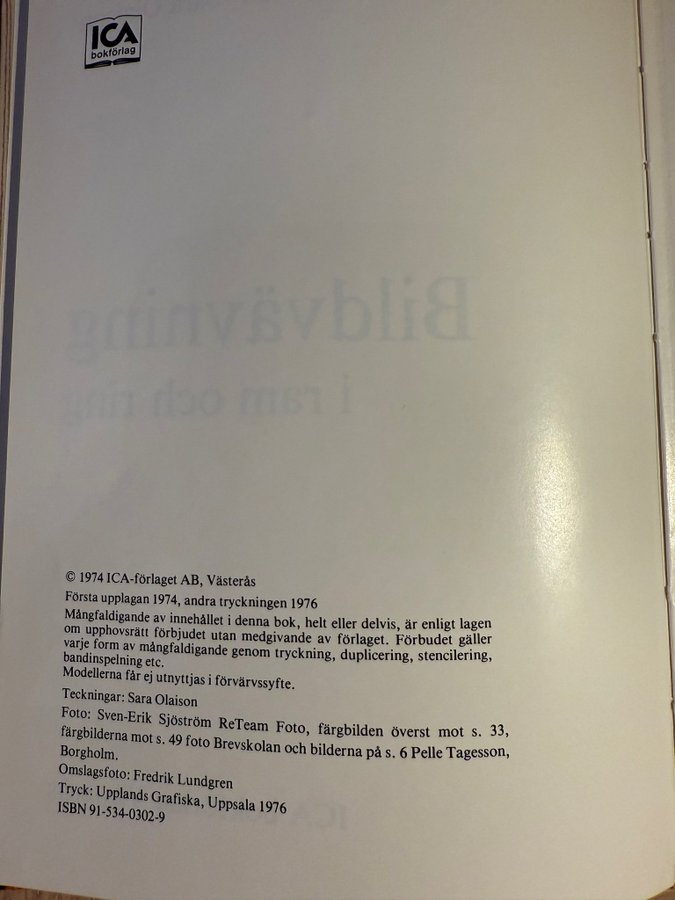 ICA
bokförlag
Bildvävning
i ram och ring
© 1974 ICA-förlaget AB, Västerås
Första upplagan 1974, andra tryckningen 1976
Mångfaldigande av innehållet i denna bok, helt eller delvis, är enligt lagen
om upphovsrätt förbjudet utan medgivande av förlaget. Förbudet gäller
varje form av mångfaldigande genom tryckning, duplicering, stencilering,
bandinspelning etc.
Modellerna får ej utnyttjas i förvärvssyfte.
Teckningar: Sara Olaison
Foto: Sven-Erik Sjöström ReTeam Foto, färgbilden överst mot s. 33,
färgbilderna mot s. 49 foto Brevskolan och bilderna på s. 6 Pelle Tagesson,
Borgholm.
Omslagsfoto: Fredrik Lundgren
Tryck: Upplands Grafiska, Uppsala 1976
ISBN 91-534-0302-9